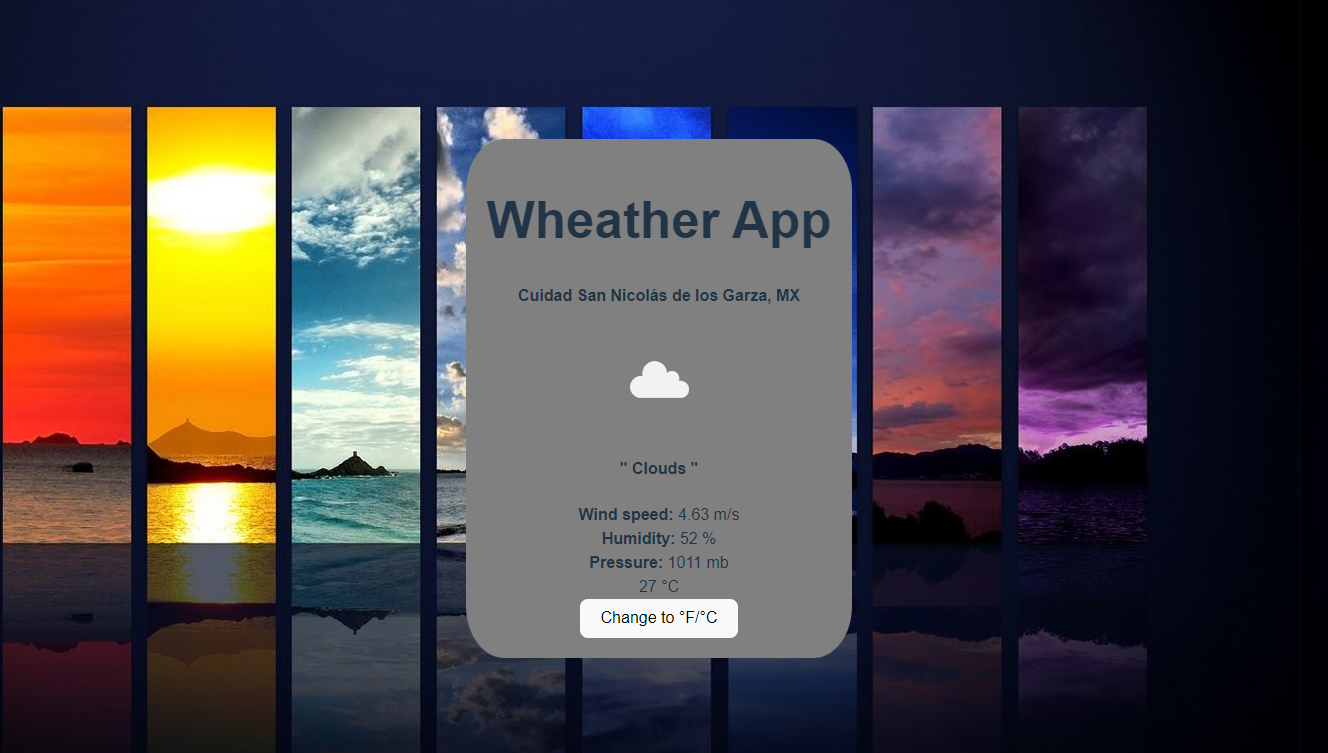 Wheather App
Cuidad San Nicolás de los Garza, MX
" Clouds "
Wind speed: 4.63 m/s
Humidity: 52 %
Pressure: 1011 mb
27 °C
Change to °F/°C